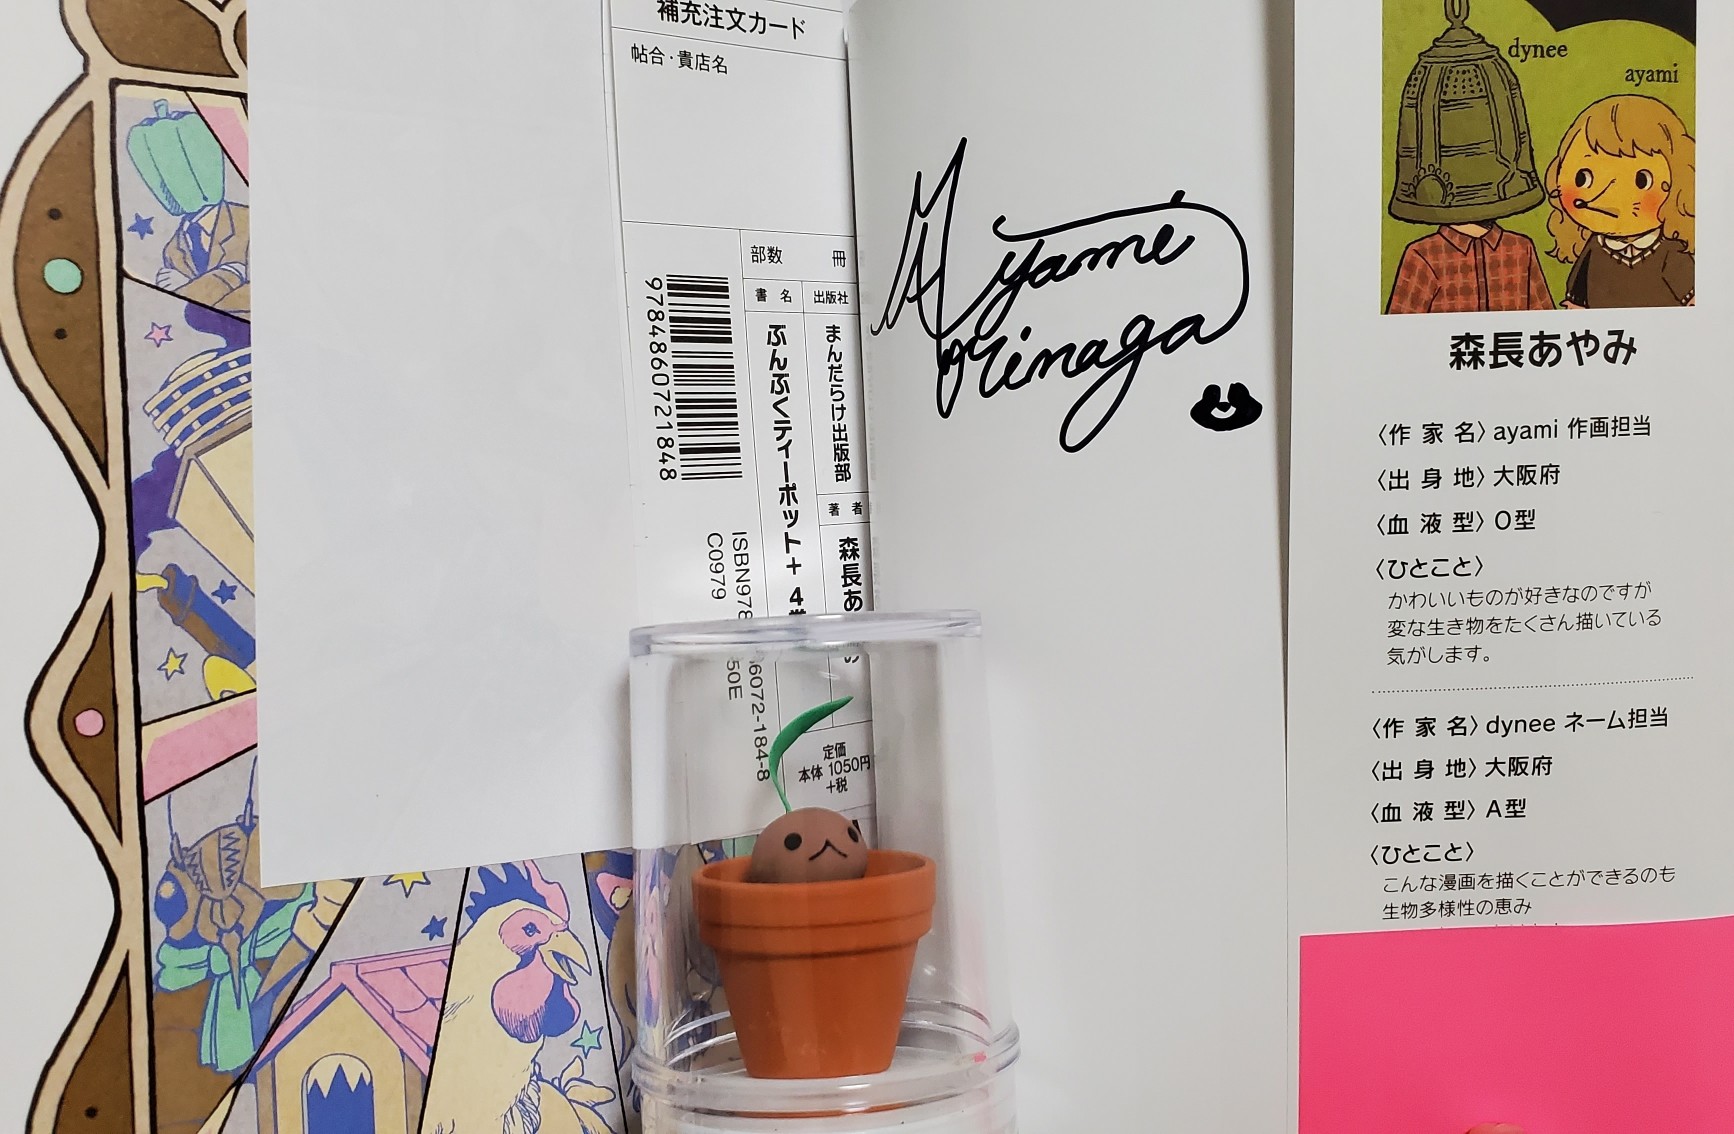 補充注文カード
帖合・貴店名
部数 冊
書名
出版社
ぶんぶくティーポット+ 4
まんだらけ出版部
著者
森長あ
9784860721848
C0979
定価
本体 1050円
+税
Ayami
Morinaga
dynee
ayami
森長あやみ
〈作家名〉ayami 作画担当
〈出身地〉大阪府
〈血液型〉O型
〈ひとこと〉
かわいいものが好きなのですが
変な生き物をたくさん描いている
気がします。
〈作家名〉dynee ネーム担当
〈出身地〉大阪府
〈血液型〉A型
〈ひとこと〉
こんな漫画を描くことができるのも
生物多様性の恵み